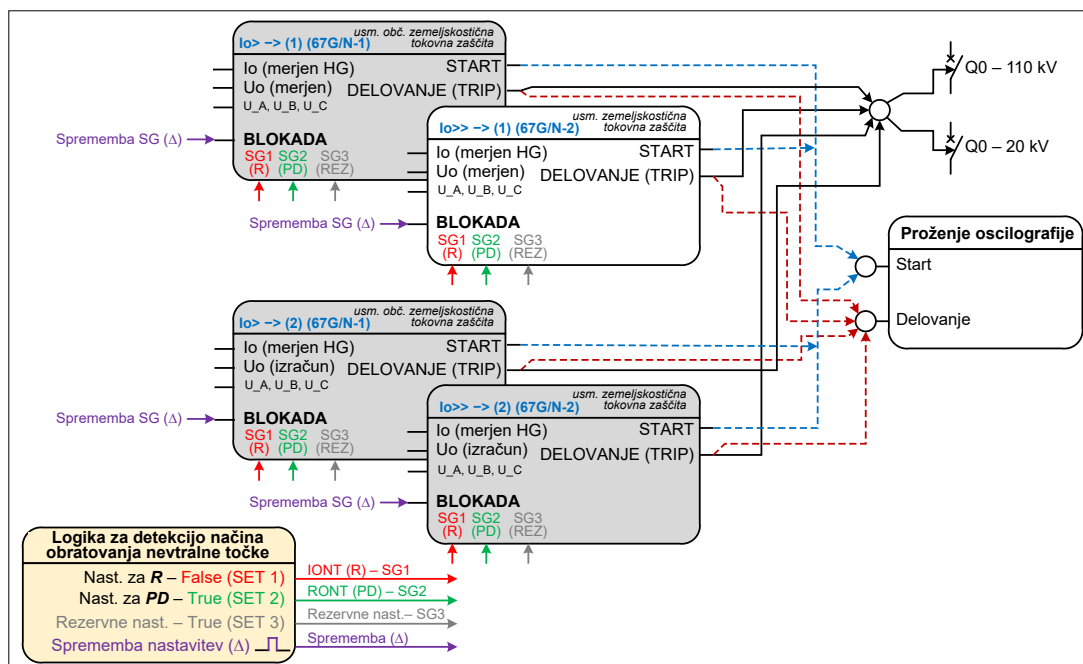 usm. obč. zemeljskostična
tokovna zaščita
Io> −> (1) (67G/N-1)
Io (merjen HG)
Uo (merjen)
U_A, U_B, U_C
START
DELOVANJE (TRIP)
BLOKADA
SG1 SG2 SG3
(R) (PD) (REZ)
Sprememba SG (∆)
usm. zemeljskostična
tokovna zaščita
Io>> −> (1) (67G/N-2)
Io (merjen HG)
Uo (merjen)
U_A, U_B, U_C
START
DELOVANJE (TRIP)
BLOKADA
SG1 SG2 SG3
(R) (PD) (REZ)
Sprememba SG (∆)
Q0 – 110 kV
Q0 – 20 kV
Proženje oscilografije
Start
Delovanje
usm. obč. zemeljskostična
tokovna zaščita
Io> −> (2) (67G/N-1)
Io (merjen HG)
Uo (izračun)
U_A, U_B, U_C
START
DELOVANJE (TRIP)
BLOKADA
SG1 SG2 SG3
(R) (PD) (REZ)
Sprememba SG (∆)
usm. zemeljskostična
tokovna zaščita
Io>> −> (2) (67G/N-2)
Io (merjen HG)
Uo (izračun)
U_A, U_B, U_C
START
DELOVANJE (TRIP)
BLOKADA
SG1 SG2 SG3
(R) (PD) (REZ)
Sprememba SG (∆)
Logika za detekcijo načina
obratovanja nevtralne točke
Nast. za R – False (SET 1)
Nast. za PD – True (SET 2)
Rezervne nast. – True (SET 3)
Sprememba nastavitev (∆)
IONT (R) – SG1
RONT (PD) – SG2
Rezervne nast.– SG3
Sprememba (∆)